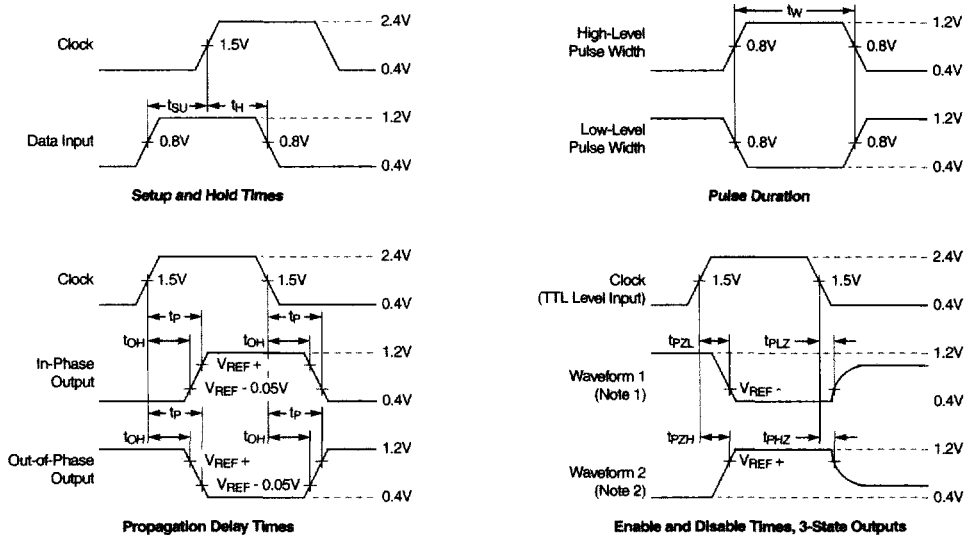 Clock
2.4V
1.5V
0.4V
tSU
tH
Data Input
1.2V
0.8V
0.8V
0.4V
Setup and Hold Times
tW
High-Level
Pulse Width
1.2V
0.8V
0.8V
0.4V
Low-Level
Pulse Width
1.2V
0.8V
0.8V
0.4V
Pulse Duration
Clock
2.4V
1.5V
1.5V
0.4V
tP
tP
tOH
tOH
In-Phase
Output
1.2V
VREF +
VREF - 0.05V
0.4V
tP
tP
tOH
tOH
Out-of-Phase
Output
1.2V
VREF +
VREF - 0.05V
0.4V
Propagation Delay Times
Clock
(TTL Level Input)
2.4V
1.5V
1.5V
0.4V
tPZL
tPLZ
Waveform 1
(Note 1)
1.2V
VREF -
0.4V
tPZH
tPHZ
Waveform 2
(Note 2)
1.2V
VREF +
0.4V
Enable and Disable Times, 3-State Outputs